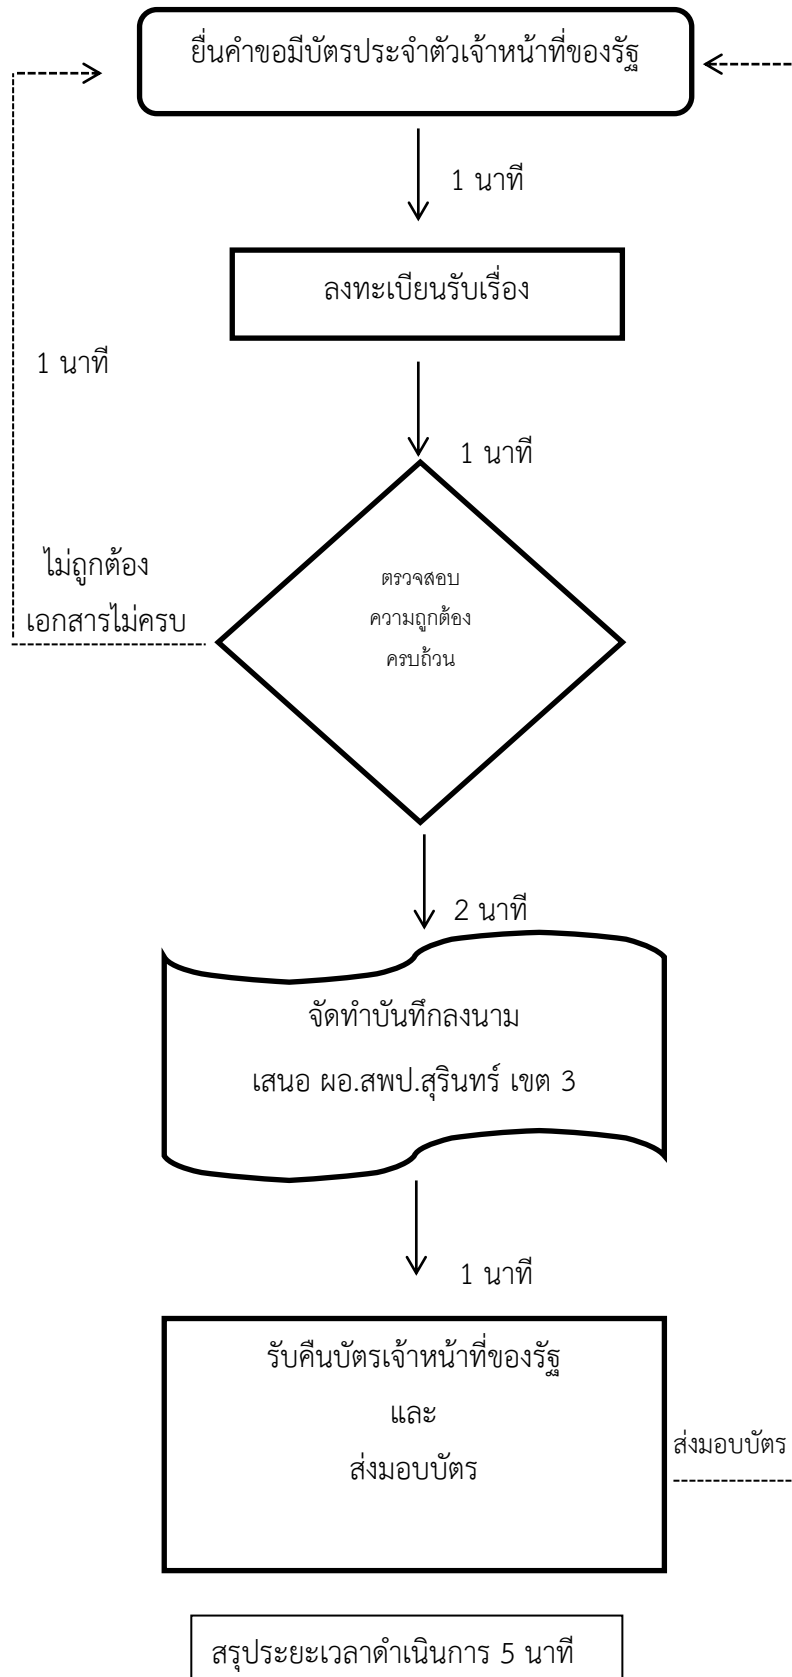 ยื่นคำขอมีบัตรประจำตัวเจ้าหน้าที่ของรัฐ
1 นาที
ลงทะเบียนรับเรื่อง
1 นาที
1 นาที
ไม่ถูกต้อง
เอกสารไม่ครบ
ตรวจสอบ
ความถูกต้อง
ครบถ้วน
2 นาที
จัดทำบันทึกลงนาม
เสนอ ผอ.สพป.สุรินทร์ เขต 3
1 นาที
รับคืนบัตรเจ้าหน้าที่ของรัฐ
และ
ส่งมอบบัตร
ส่งมอบบัตร
สรุประยะเวลาดำเนินการ 5 นาที